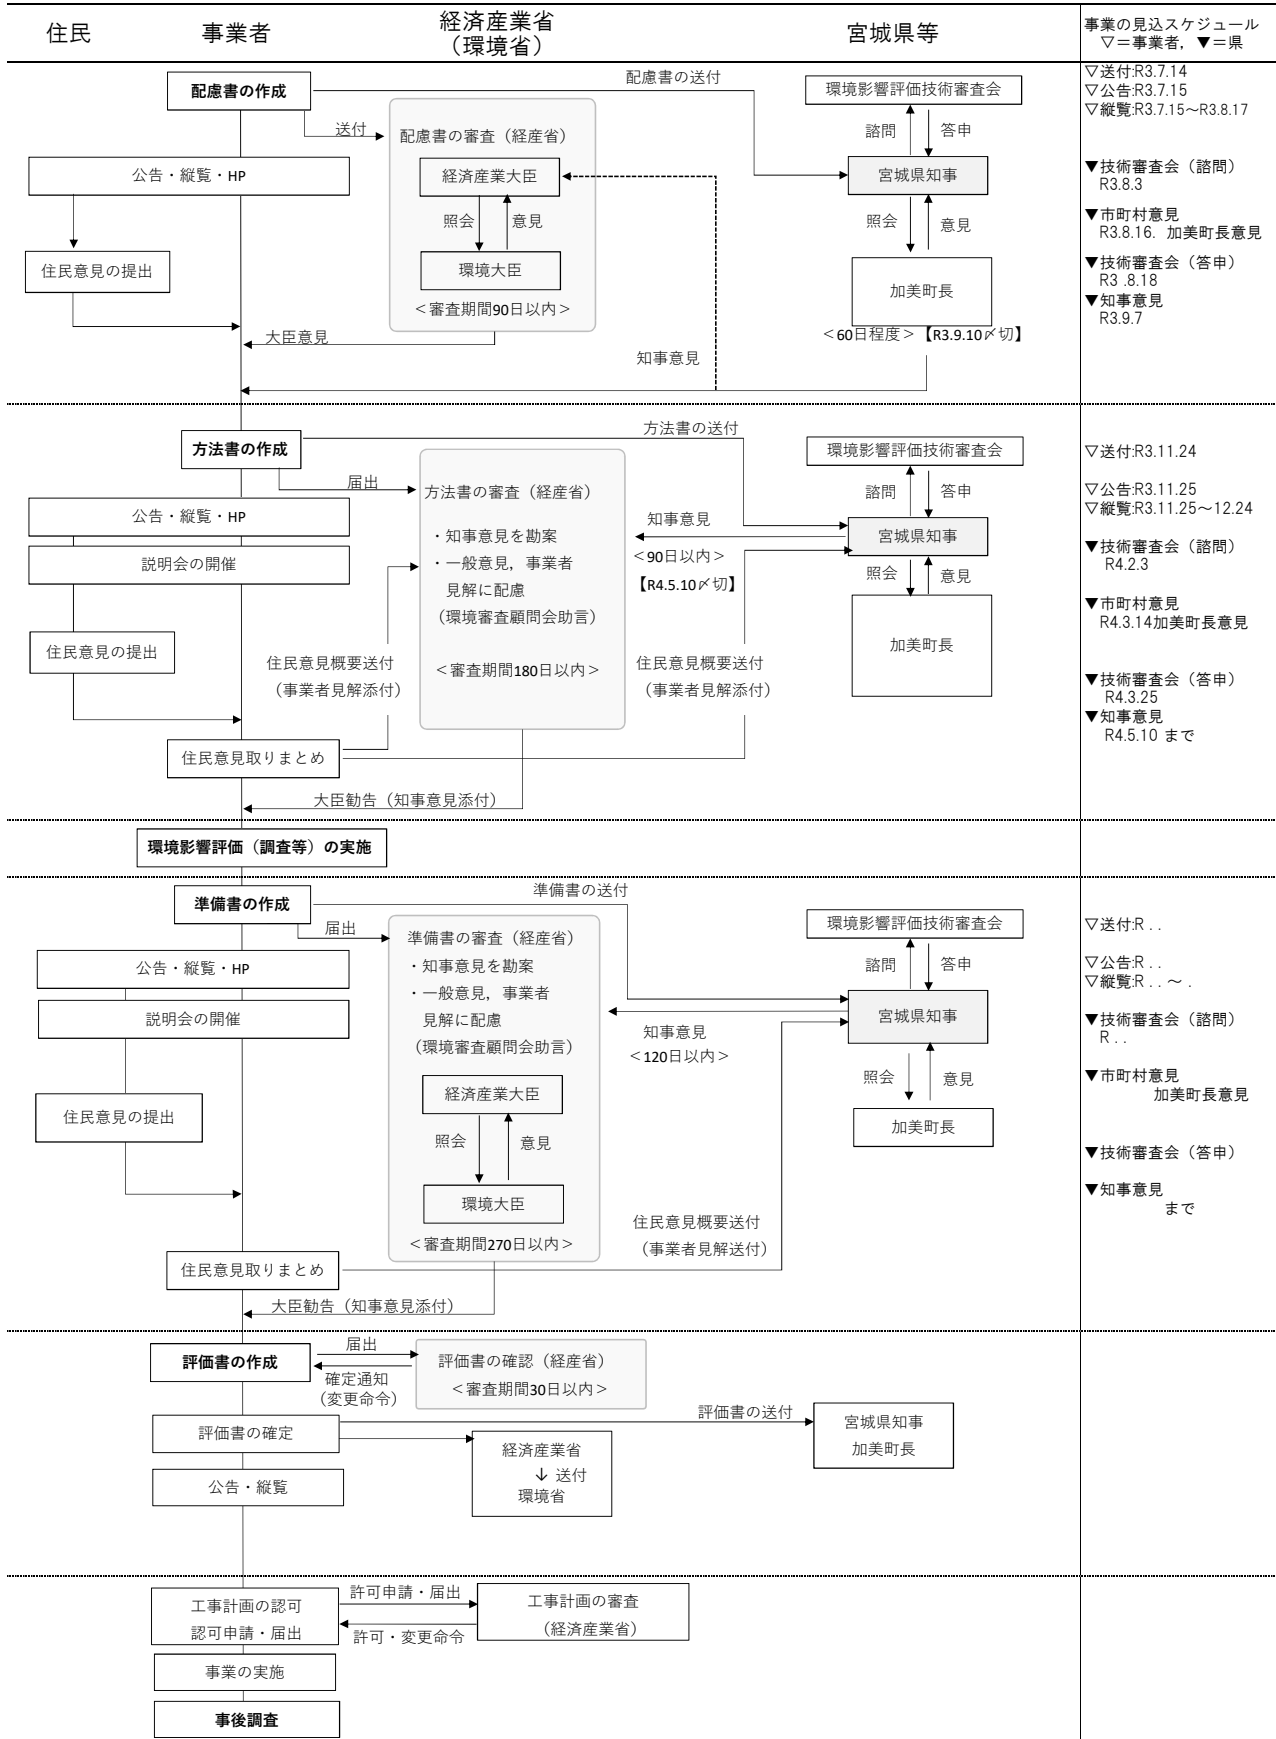 住民
事業者
経済産業省
（環境省）
宮城県等
事業の見込スケジュール
▽＝事業者，▼＝県
配慮書の作成
配慮書の送付
送付
配慮書の審査（経産省）
経済産業大臣
照会
意見
環境大臣
＜審査期間90日以内＞
公告・縦覧・HP
住民意見の提出
大臣意見
知事意見
環境影響評価技術審査会
諮問
答申
宮城県知事
照会
意見
加美町長
＜60日程度＞【R3.9.10〆切】
▽送付:R3.7.14
▽公告:R3.7.15
▽縦覧:R3.7.15～R3.8.17
▼技術審査会（諮問）
R3.8.3
▼市町村意見
R3.8.16. 加美町長意見
▼技術審査会（答申）
R3 .8.18
▼知事意見
R3.9.7
方法書の作成
方法書の送付
届出
方法書の審査（経産省）
・知事意見を勘案
・一般意見，事業者
見解に配慮
（環境審査顧問会助言）
＜審査期間180日以内＞
公告・縦覧・HP
説明会の開催
住民意見の提出
住民意見取りまとめ
住民意見概要送付
（事業者見解添付）
大臣勧告（知事意見添付）
知事意見
＜90日以内＞
【R4.5.10〆切】
住民意見概要送付
（事業者見解添付）
環境影響評価技術審査会
諮問
答申
宮城県知事
照会
意見
加美町長
▽送付:R3.11.24
▽公告:R3.11.25
▽縦覧:R3.11.25～12.24
▼技術審査会（諮問）
R4.2.3
▼市町村意見
R4.3.14加美町長意見
▼技術審査会（答申）
R4.3.25
▼知事意見
R4.5.10 まで
環境影響評価（調査等）の実施
準備書の作成
準備書の送付
届出
準備書の審査（経産省）
・知事意見を勘案
・一般意見，事業者
見解に配慮
（環境審査顧問会助言）
経済産業大臣
照会
意見
環境大臣
＜審査期間270日以内＞
公告・縦覧・HP
説明会の開催
住民意見の提出
住民意見取りまとめ
大臣勧告（知事意見添付）
知事意見
＜120日以内＞
住民意見概要送付
（事業者見解送付）
環境影響評価技術審査会
諮問
答申
宮城県知事
照会
意見
加美町長
▽送付:R . .
▽公告:R . .
▽縦覧:R . . ～ .
▼技術審査会（諮問）
R . .
▼市町村意見
加美町長意見
▼技術審査会（答申）
▼知事意見
まで
評価書の作成
届出
確定通知
（変更命令）
評価書の確認（経産省）
＜審査期間30日以内＞
評価書の確定
評価書の送付
宮城県知事
加美町長
経済産業省
↓ 送付
環境省
公告・縦覧
工事計画の認可
認可申請・届出
許可申請・届出
許可・変更命令
工事計画の審査
（経済産業省）
事業の実施
事後調査